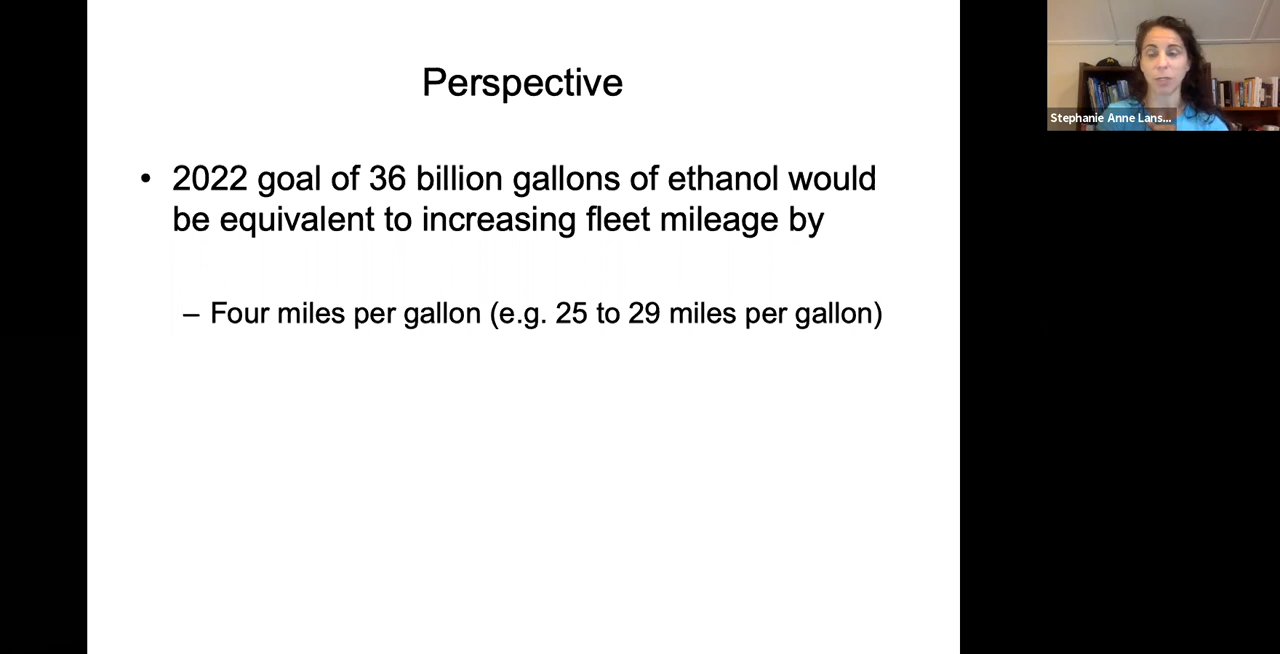 Perspective
• 2022 goal of 36 billion gallons of ethanol would
be equivalent to increasing fleet mileage by
– Four miles per gallon (e.g. 25 to 29 miles per gallon)
Stephanie Anne Lans...